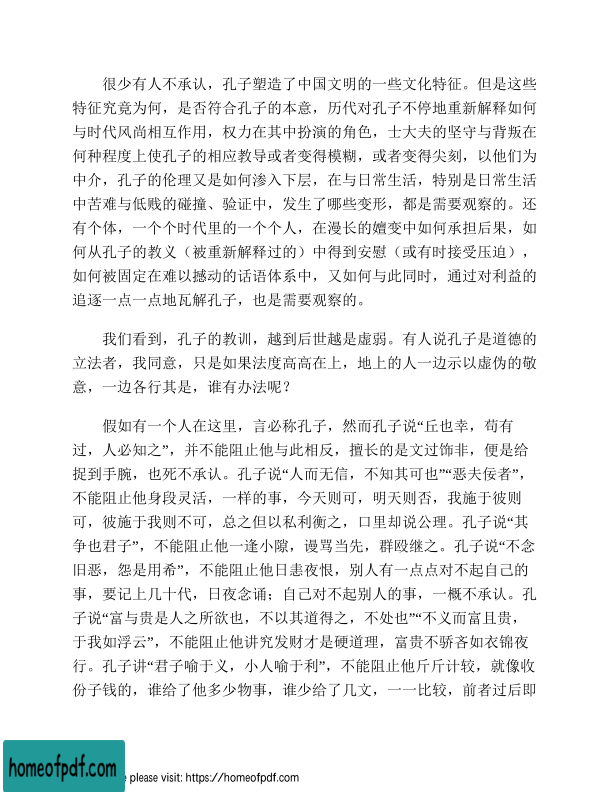 很少有人不承认，孔子塑造了中国文明的一些文化特征。但是这些
特征究竟为何，是否符合孔子的本意，历代对孔子不停地重新解释如何
与时代风尚相互作用，权力在其中扮演的角色，士大夫的坚守与背叛在
何种程度上使孔子的相应教导或者变得模糊，或者变得尖刻，以他们为
中介，孔子的伦理又是如何渗入下层，在与日常生活，特别是日常生活
中苦难与低贱的碰撞、验证中，发生了哪些变形，都是需要观察的。还
有个体，一个个时代里的一个个人，在漫长的嬗变中如何承担后果，如
何从孔子的教义（被重新解释过的）中得到安慰（或有时接受压迫），
如何被固定在难以撼动的话语体系中，又如何与此同时，通过对利益的
追逐一点一点地瓦解孔子，也是需要观察的。
我们看到，孔子的教训，越到后世越是虚弱。有人说孔子是道德的
立法者，我同意，只是如果法度高高在上，地上的人一边示以虚伪的敬
意，一边各行其是，谁有办法呢？
假如有一个人在这里，言必称孔子，然而孔子说“丘也幸，苟有
过，人必知之”，并不能阻止他与此相反，擅长的是文过饰非，便是给
捉到手腕，也死不承认。孔子说“人而无信，不知其可也”“恶夫佞者”，
不能阻止他身段灵活，一样的事，今天则可，明天则否，我施于彼则
可，彼施于我则不可，总之但以私利衡之，口里却说公理。孔子说“其
争也君子”，不能阻止他一逢小隙，谩骂当先，群殴继之。孔子说“不念
旧恶，怨是用希”，不能阻止他日恚夜恨，别人有一点点对不起自己的
事，要记上几十代，日夜念诵；自己对不起别人的事，一概不承认。孔
子说“富与贵是人之所欲也，不以其道得之，不处也”“不义而富且贵，
于我如浮云”，不能阻止他讲究发财才是硬道理，富贵不骄吝如衣锦夜
行。孔子讲“君子喻于义，小人喻于利”，不能阻止他斤斤计较，就像收
份子钱的，谁给了他多少物事，谁少给了几文，一一比较，前者过后即
homeofpdf.com
e please visit: https://homeofpdf.com